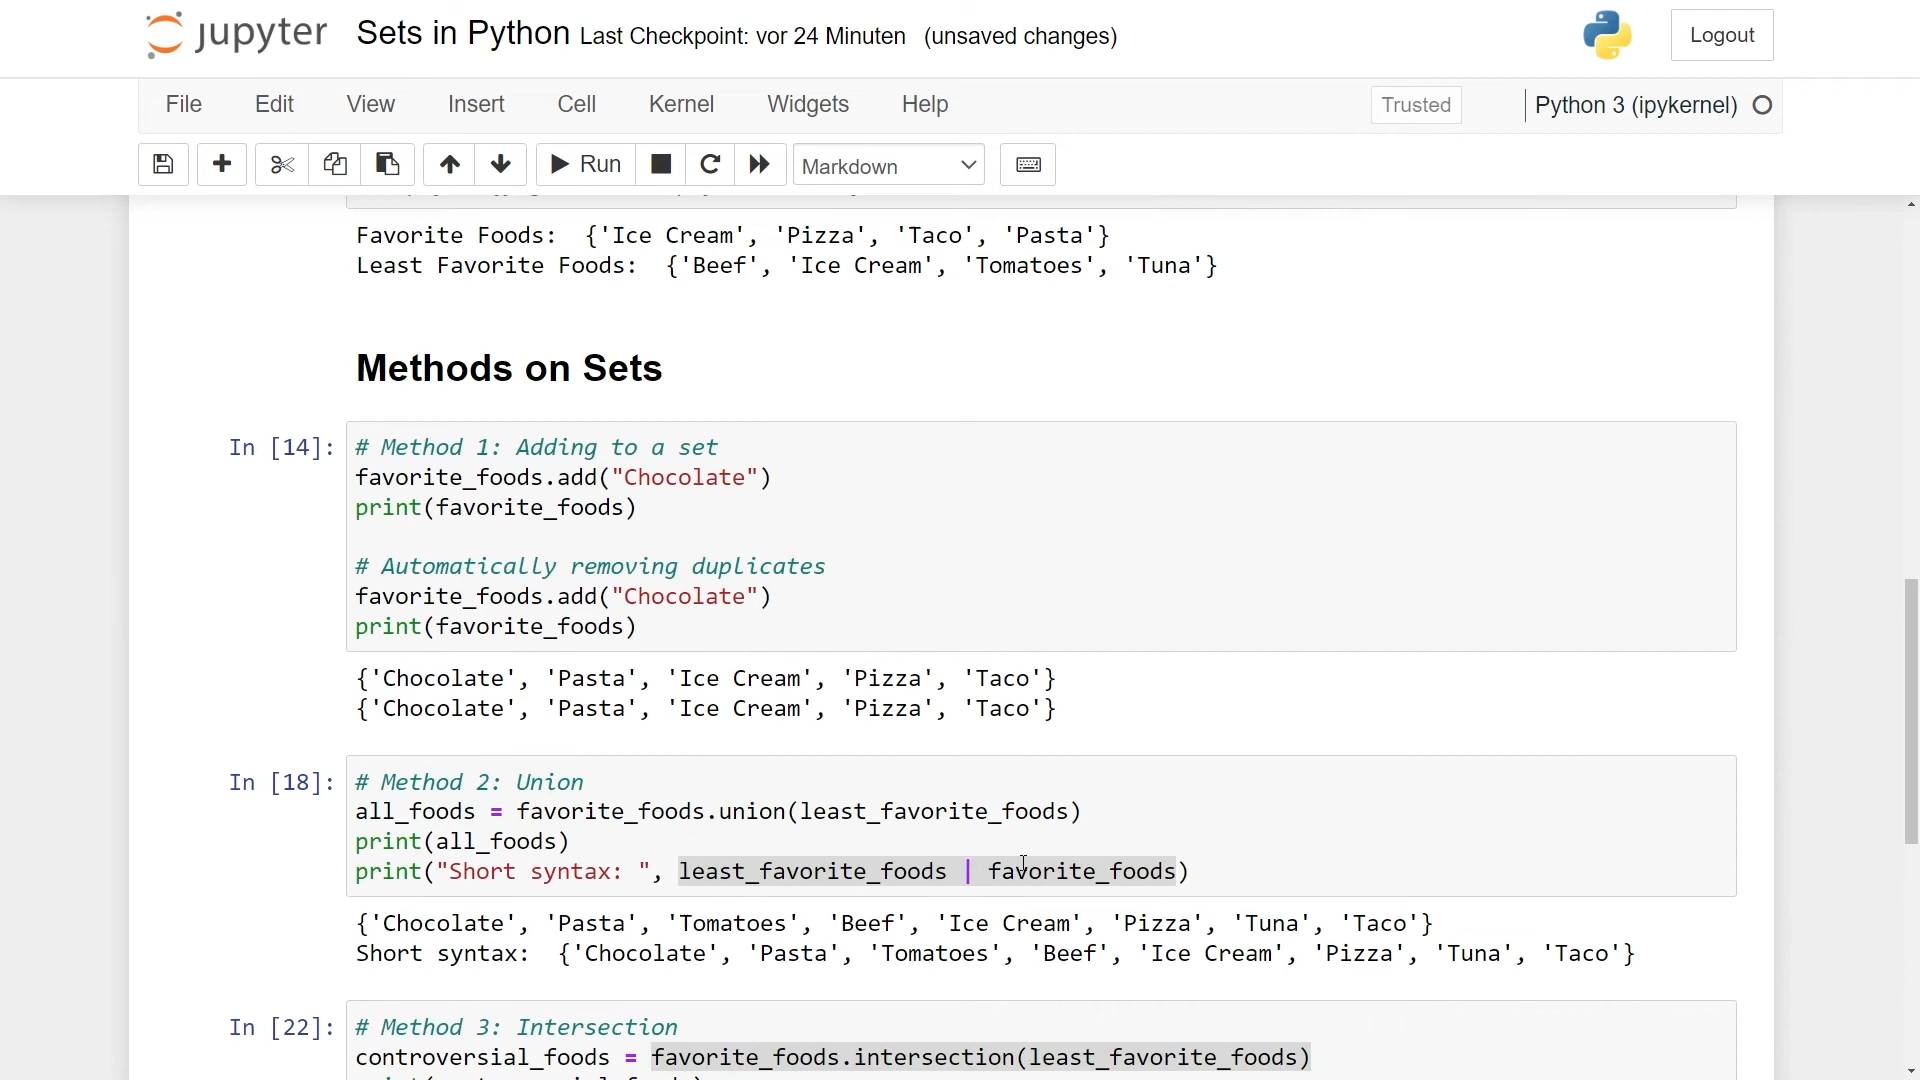 jupyter Sets in Python Last Checkpoint: vor 24 Minuten (unsaved changes) Logout
File Edit View Insert Cell Kernel Widgets Help Trusted Python 3 (ipykernel)
Run Markdown
Favorite Foods:  {'Ice Cream', 'Pizza', 'Taco', 'Pasta'}
Least Favorite Foods:  {'Beef', 'Ice Cream', 'Tomatoes', 'Tuna'}
Methods on Sets
In [14]: # Method 1: Adding to a set
favorite_foods.add("Chocolate")
print(favorite_foods)
# Automatically removing duplicates
favorite_foods.add("Chocolate")
print(favorite_foods)
{'Chocolate', 'Pasta', 'Ice Cream', 'Pizza', 'Taco'}
{'Chocolate', 'Pasta', 'Ice Cream', 'Pizza', 'Taco'}
In [18]: # Method 2: Union
all_foods = favorite_foods.union(least_favorite_foods)
print(all_foods)
print("Short syntax: ", least_favorite_foods | favorite_foods)
{'Chocolate', 'Pasta', 'Tomatoes', 'Beef', 'Ice Cream', 'Pizza', 'Tuna', 'Taco'}
Short syntax:  {'Chocolate', 'Pasta', 'Tomatoes', 'Beef', 'Ice Cream', 'Pizza', 'Tuna', 'Taco'}
In [22]: # Method 3: Intersection
controversial_foods = favorite_foods.intersection(least_favorite_foods)